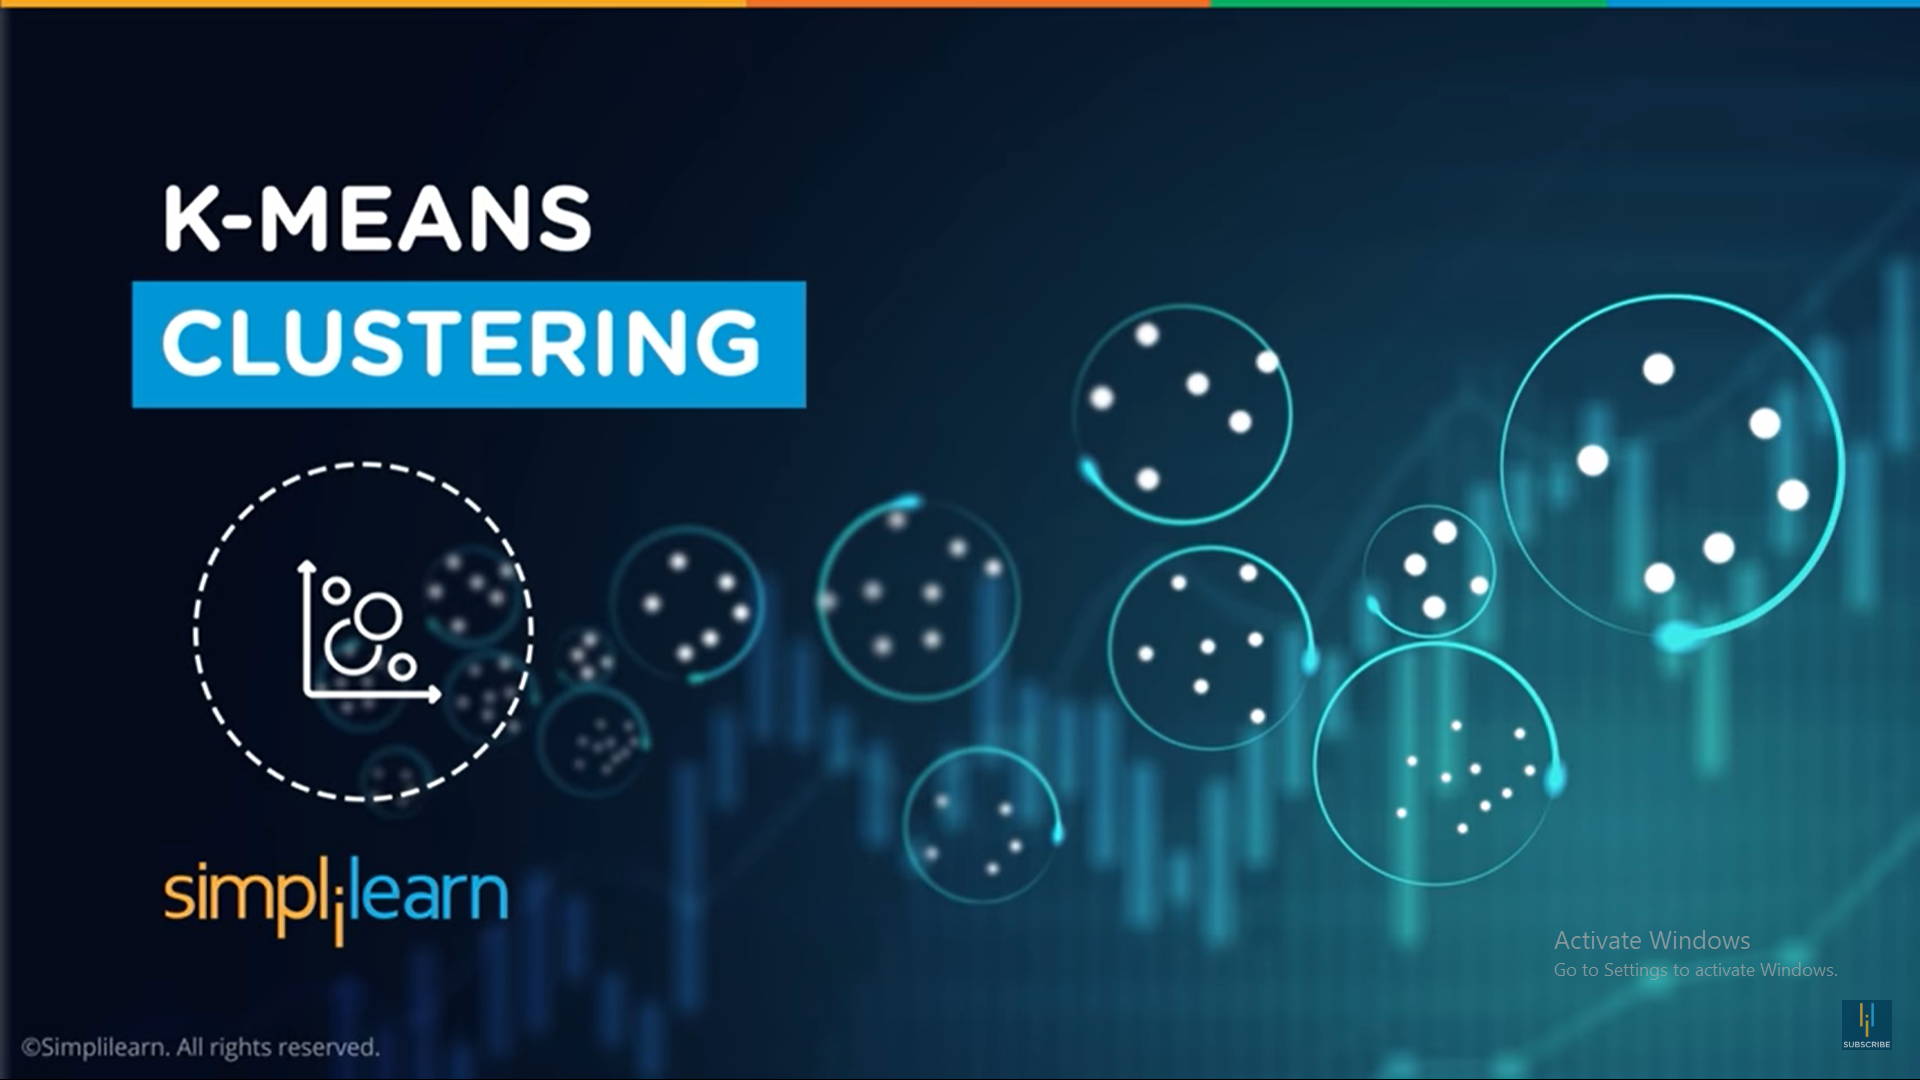 K-MEANS
CLUSTERING
simplilearn
Activate Windows
Go to Settings to activate Windows.
SUBSCRIBE
©Simplilearn. All rights reserved.